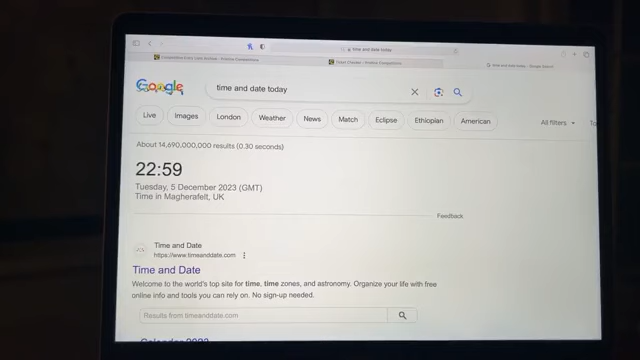 time and date today
Google
time and date today
Live Images London Weather News Match Eclipse Ethiopian American All filters To
About 14,690,000,000 results (0.30 seconds)
22:59
Tuesday, 5 December 2023 (GMT)
Time in Magherafelt, UK
Feedback
Time and Date
https://www.timeanddate.com
Time and Date
Welcome to the world's top site for time, time zones, and astronomy. Organize your life with free
online info and tools you can rely on. No sign-up needed.
Results from timeanddate.com
Calendar 2023